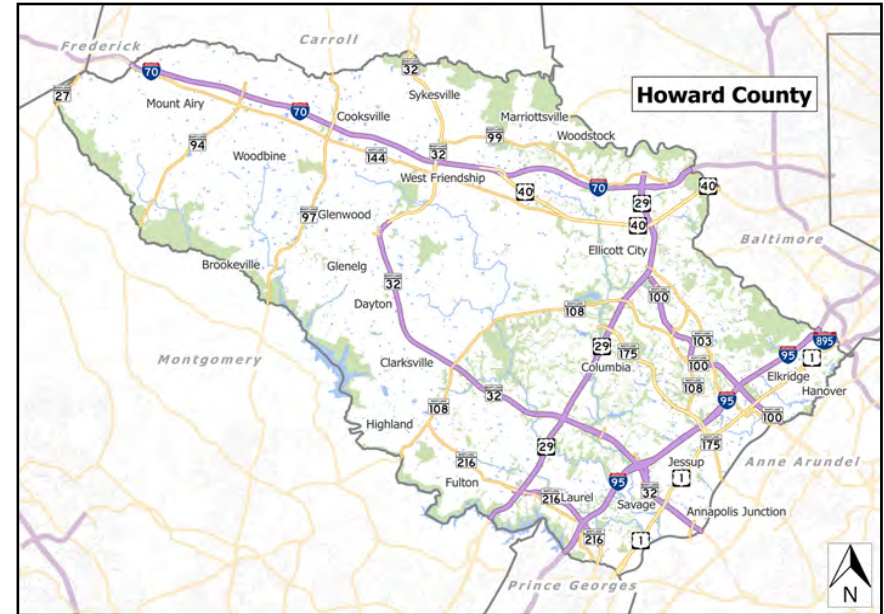 Howard County
Frederick
Carroll
70
32
27
Mount Airy
70
Sykesville
Cooksville
Marriottsville
Woodstock
94
99
144
32
Woodbine
West Friendship
40
70
29
40
97
Glenwood
40
Ellicott City
Baltimore
Brookeville
Glenelg
32
100
Dayton
108
103
895
29
175
95
1
Montgomery
Clarksville
Columbia
100
Elkridge
108
Hanover
32
95
108
100
Highland
29
175
216
Jessup
Anne Arundel
Fulton
95
1
216
Laurel
32
Savage
Annapolis Junction
216
1
Prince Georges
N